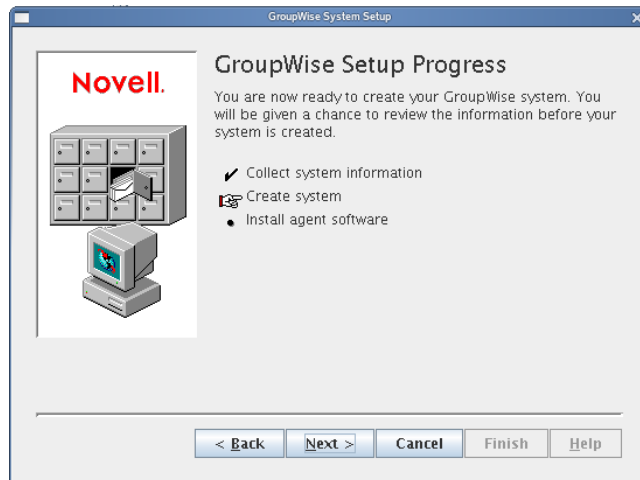 GroupWise System Setup
Novell.
GroupWise Setup Progress
You are now ready to create your GroupWise system. You
will be given a chance to review the information before your
system is created.
Collect system information
Create system
Install agent software
< Back
Next >
Cancel
Finish
Help